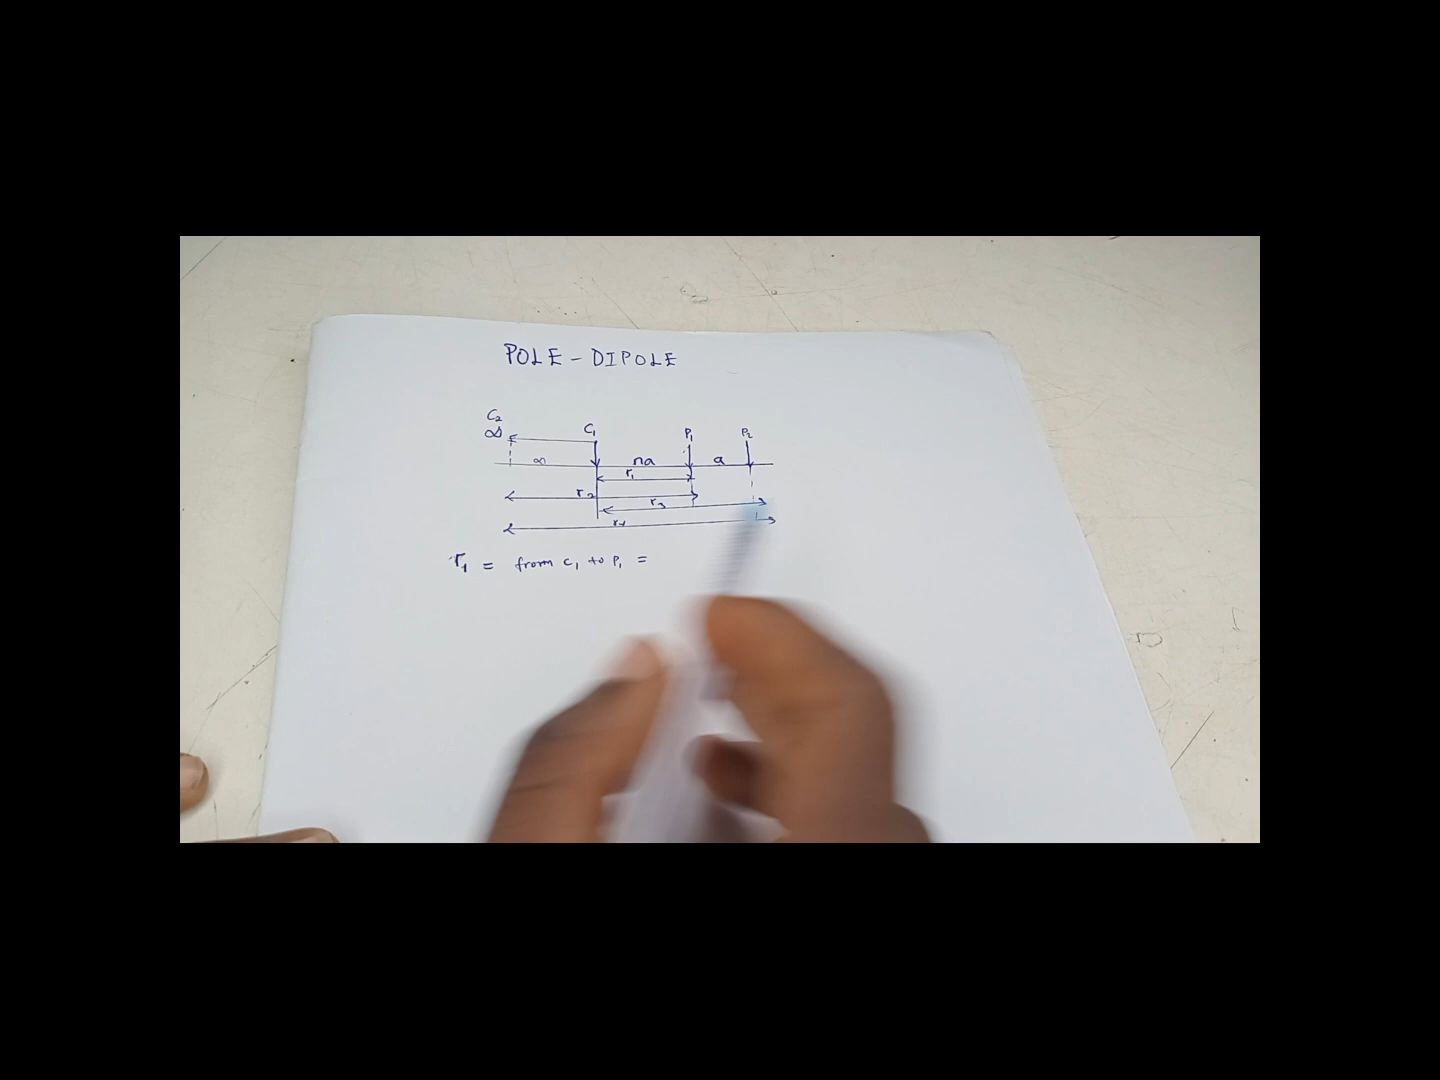 POLE - DIPOLE
C₂
∞ C₁ P₁ P₂
∞ na a
r₁
r₂
r₃
r₄
r₁ = from C₁ to P₁ =